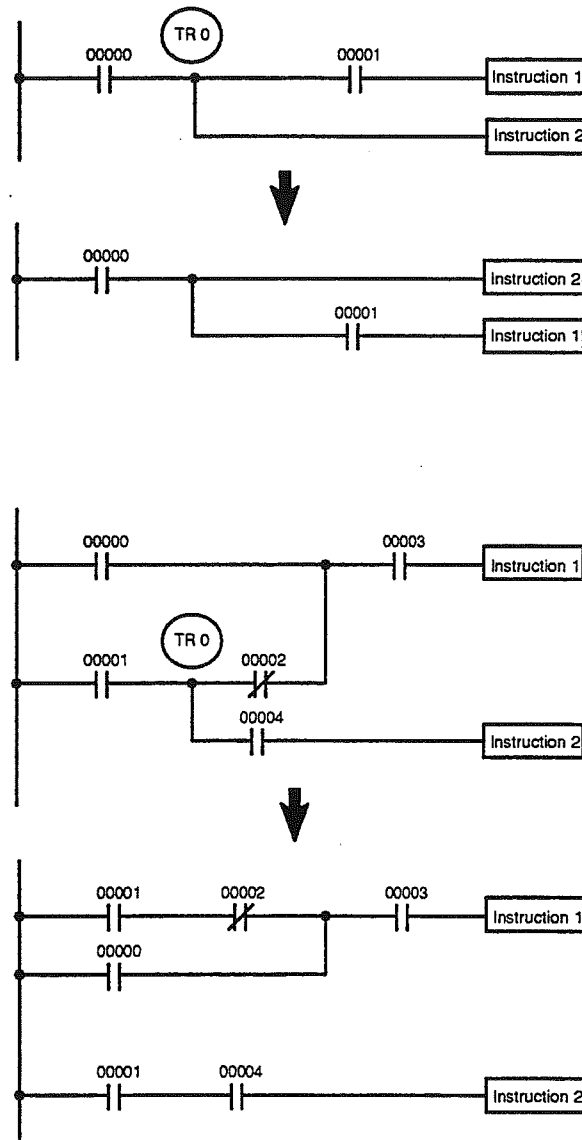 TR 0
00000 00001
Instruction 1
Instruction 2
00000
Instruction 2
00001
Instruction 1
00000 00003
Instruction 1
TR 0
00001 00002
00004
Instruction 2
00001 00002 00003
Instruction 1
00000
00001 00004
Instruction 2